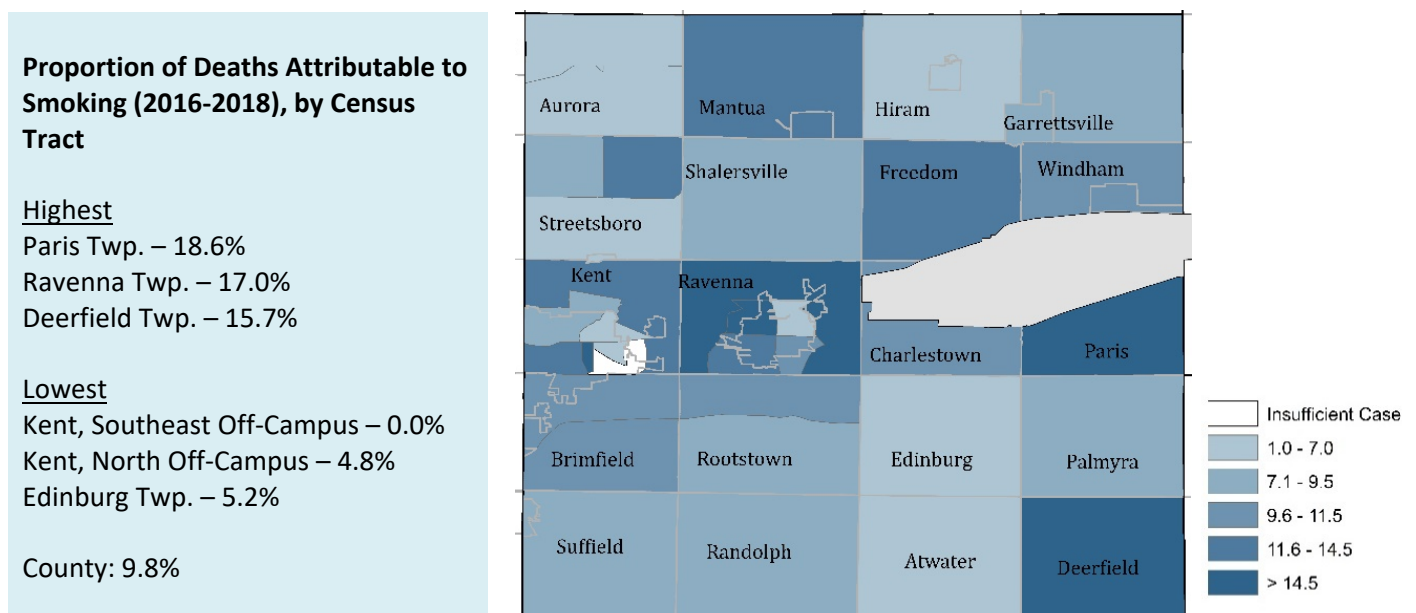 Proportion of Deaths Attributable to
Smoking (2016-2018), by Census
Tract
Highest
Paris Twp. – 18.6%
Ravenna Twp. – 17.0%
Deerfield Twp. – 15.7%
Lowest
Kent, Southeast Off-Campus – 0.0%
Kent, North Off-Campus – 4.8%
Edinburg Twp. – 5.2%
County: 9.8%
Aurora
Mantua
Hiram
Garrettsville
Shalersville
Freedom
Windham
Streetsboro
Kent
Ravenna
Charlestown
Paris
Brimfield
Rootstown
Edinburg
Palmyra
Suffield
Randolph
Atwater
Deerfield
Insufficient Case
1.0 - 7.0
7.1 - 9.5
9.6 - 11.5
11.6 - 14.5
> 14.5